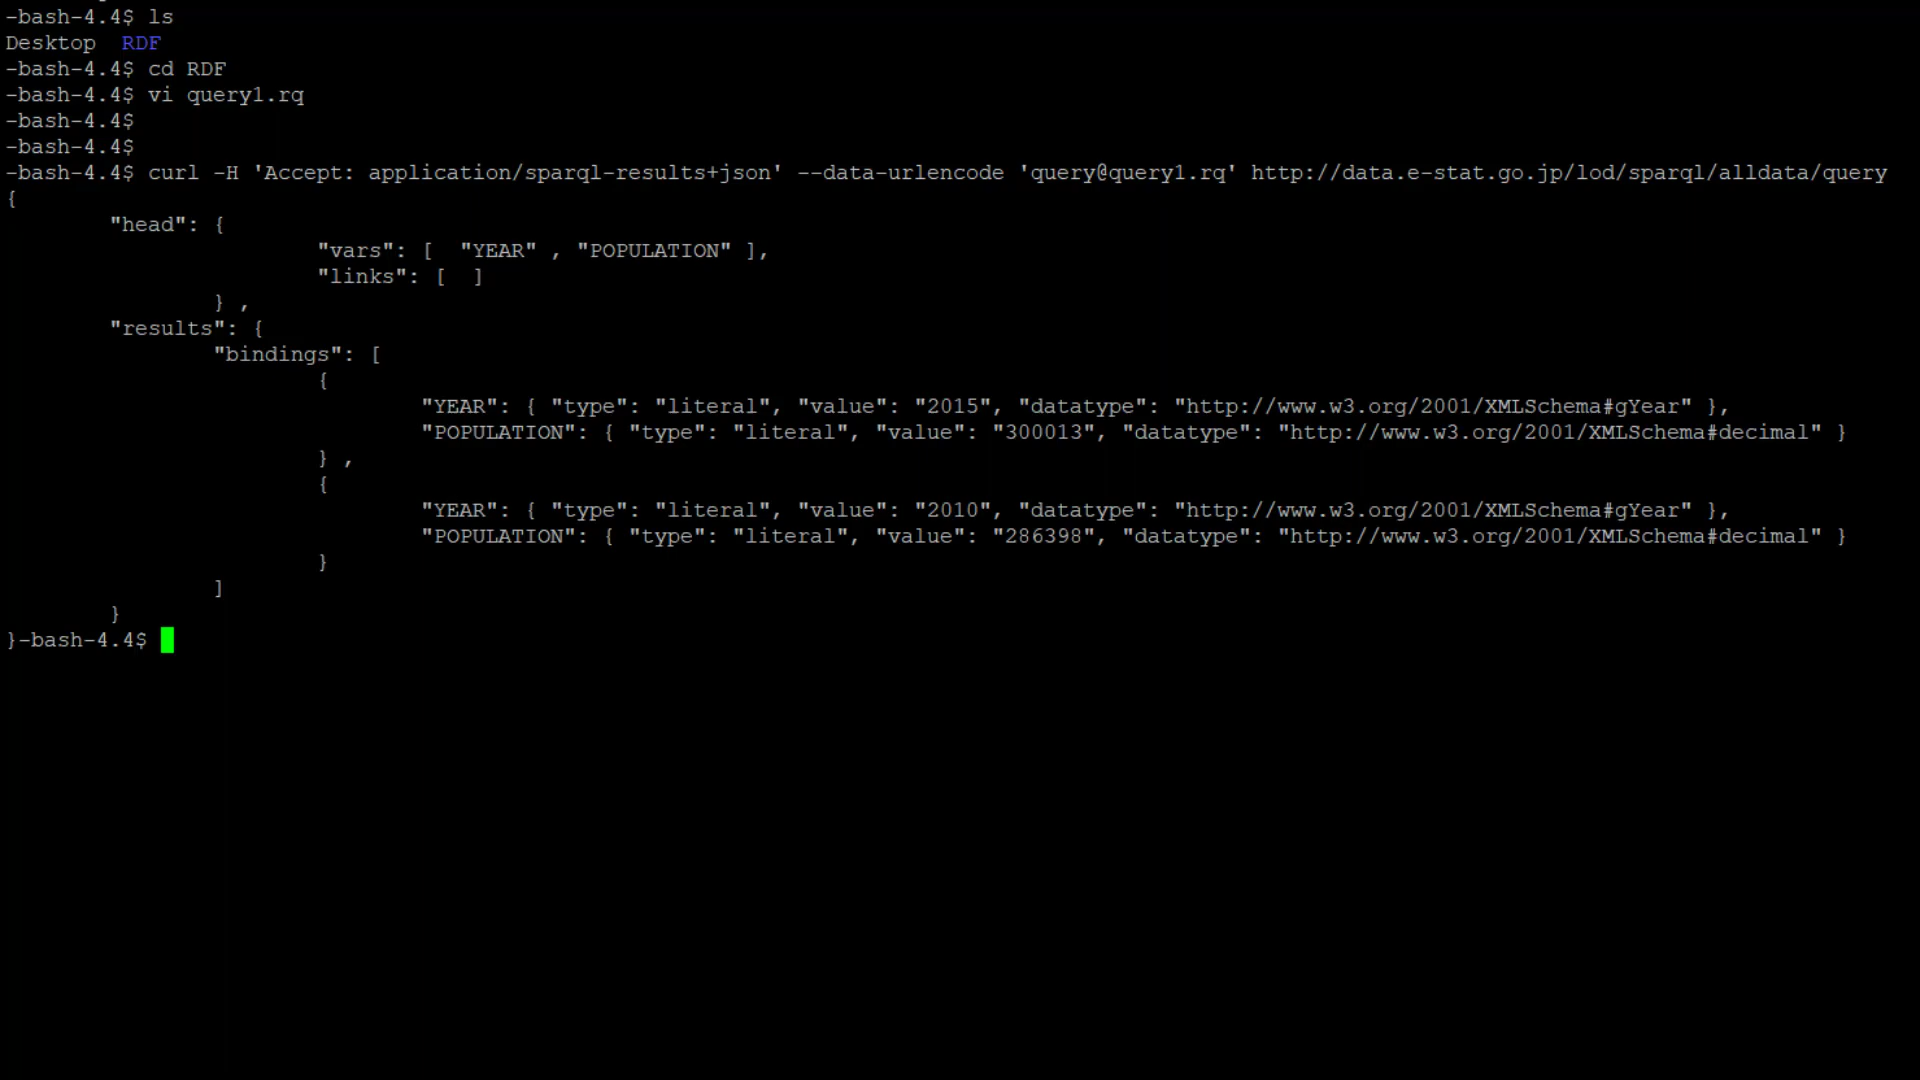 -bash-4.4$ ls
Desktop  RDF
-bash-4.4$ cd RDF
-bash-4.4$ vi query1.rq
-bash-4.4$
-bash-4.4$
-bash-4.4$ curl -H 'Accept: application/sparql-results+json' --data-urlencode 'query@query1.rq' http://data.e-stat.go.jp/lod/sparql/alldata/query
{
        "head": {
                "vars": [  "YEAR" , "POPULATION" ],
                "links": [  ]
                } ,
        "results": {
                "bindings": [
                        {
                                "YEAR": { "type": "literal", "value": "2015", "datatype": "http://www.w3.org/2001/XMLSchema#gYear" },
                                "POPULATION": { "type": "literal", "value": "300013", "datatype": "http://www.w3.org/2001/XMLSchema#decimal" }
                        } ,
                        {
                                "YEAR": { "type": "literal", "value": "2010", "datatype": "http://www.w3.org/2001/XMLSchema#gYear" },
                                "POPULATION": { "type": "literal", "value": "286398", "datatype": "http://www.w3.org/2001/XMLSchema#decimal" }
                        }
                ]
        }
}-bash-4.4$